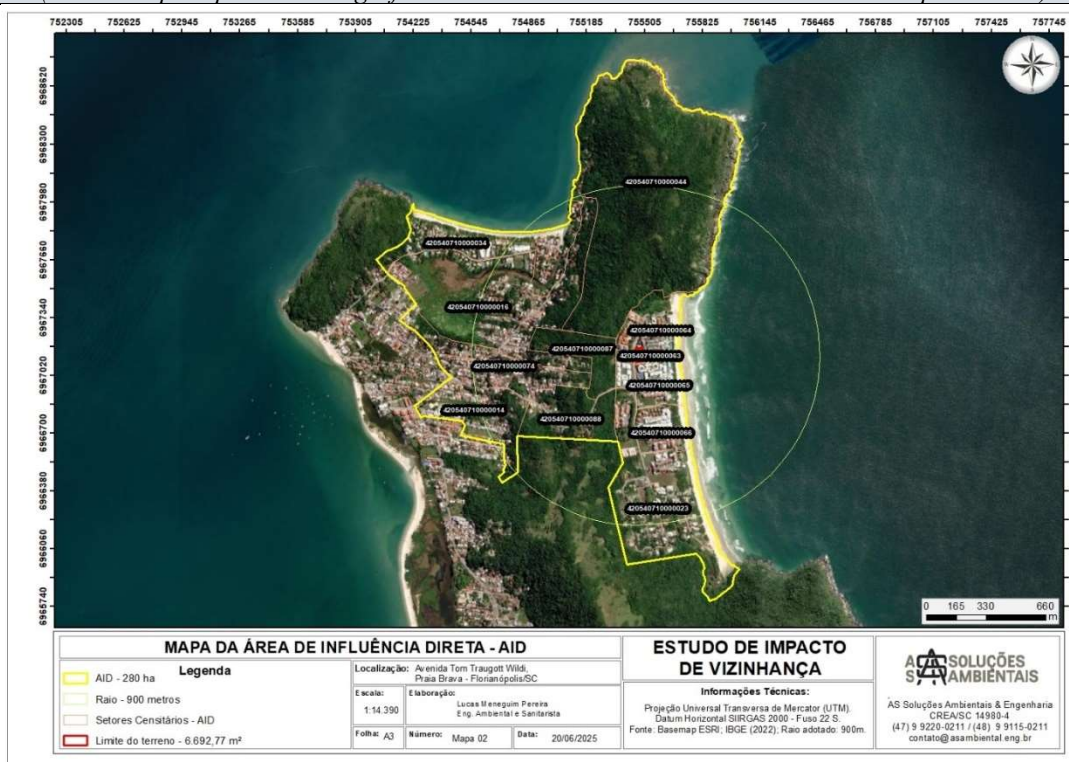 752305 752625 752945 753265 753585 753905 754225 754545 754865 755185 755505 755825 756145 756465 756785 757105 757425 757745
6968620
6968300
6967980
6967660
6967340
6967020
6966700
6966380
6966060
6965740
420540710000044
420540710000034
420540710000016
420540710000064
420540710000087
420540710000063
420540710000074
420540710000065
420540710000014
420540710000088
420540710000066
420540710000023
0 165 330 660
m
MAPA DA ÁREA DE INFLUÊNCIA DIRETA - AID
Legenda
AID - 280 ha
Raio - 900 metros
Setores Censitários - AID
Limite do terreno - 6.692,77 m²
Localização: Avenida Tom Traugott Wildi,
Praia Brava - Florianópolis/SC
Escala:
1:14.390
Elaboração:
Lucas Meneguim Pereira
Eng. Ambiental e Sanitarista
Folha: A3
Número: Mapa 02
Data: 20/06/2025
ESTUDO DE IMPACTO
DE VIZINHANÇA
Informações Técnicas:
Projeção Universal Transversa de Mercator (UTM).
Datum Horizontal SIIRGAS 2000 - Fuso 22 S.
Fonte: Basemap ESRI; IBGE (2022); Raio adotado: 900m.
AS SOLUÇÕES
AMBIENTAIS
AS Soluções Ambientais & Engenharia
CREA/SC 14980-4
(47) 9 9220-0211 / (48) 9 9115-0211
contato@asambiental.eng.br